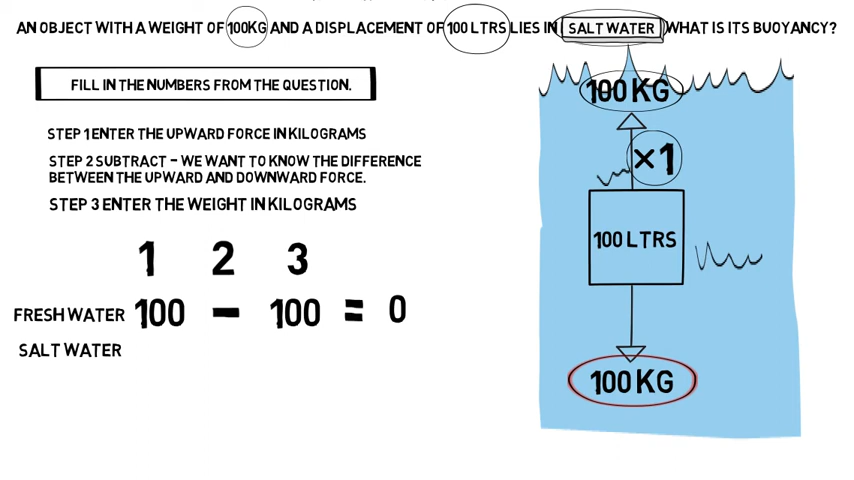 AN OBJECT WITH A WEIGHT OF 100KG AND A DISPLACEMENT OF 100 LTRS LIES IN SALT WATER WHAT IS ITS BUOYANCY?
FILL IN THE NUMBERS FROM THE QUESTION.
STEP 1 ENTER THE UPWARD FORCE IN KILOGRAMS
STEP 2 SUBTRACT – WE WANT TO KNOW THE DIFFERENCE
BETWEEN THE UPWARD AND DOWNWARD FORCE.
STEP 3 ENTER THE WEIGHT IN KILOGRAMS
1 2 3
FRESH WATER 100 - 100 = 0
SALT WATER
100 KG
×1
100 LTRS
100 KG